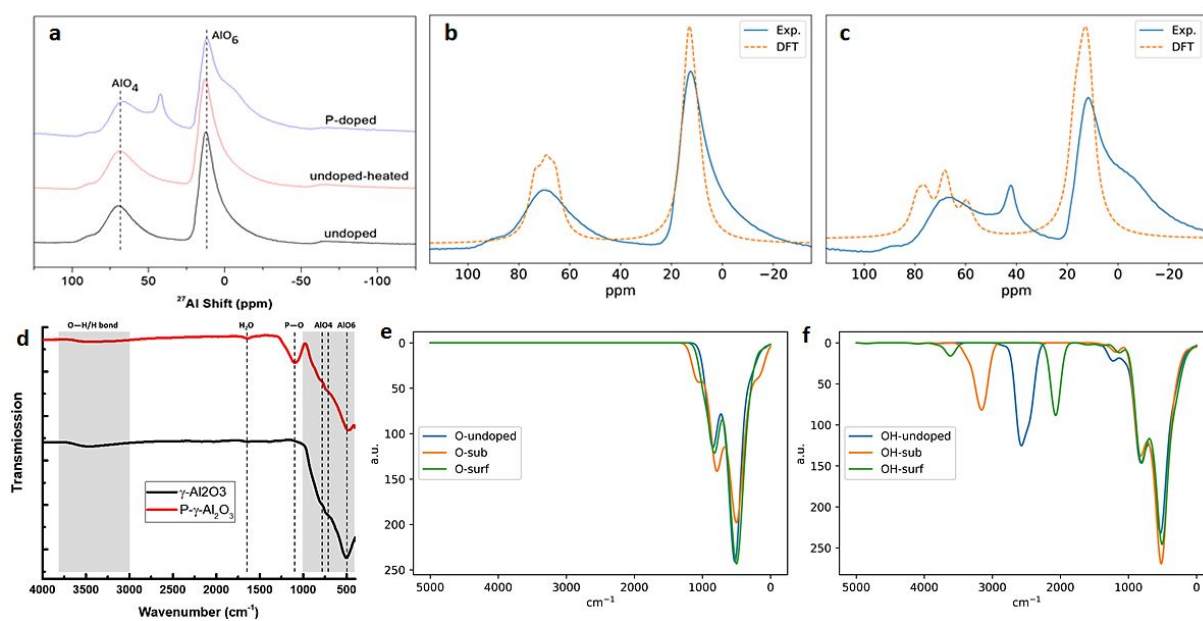 a
AlO₆
AlO₄
P-doped
undoped-heated
undoped
100
50
0
-50
-100
²⁷Al Shift (ppm)
b
Exp.
DFT
100
80
60
40
20
0
−20
ppm
c
Exp.
DFT
100
80
60
40
20
0
−20
ppm
d
O—H/H bond
H₂O
P—O
AlO4
AlO6
Transmiossion
γ-Al2O3
P-γ-Al₂O₃
4000
3500
3000
2500
2000
1500
1000
500
Wavenumber (cm⁻¹)
e
0
50
100
150
200
250
a.u.
O-undoped
O-sub
O-surf
5000
4000
3000
2000
1000
0
cm⁻¹
f
0
50
100
150
200
250
a.u.
OH-undoped
OH-sub
OH-surf
5000
4000
3000
2000
1000
0
cm⁻¹